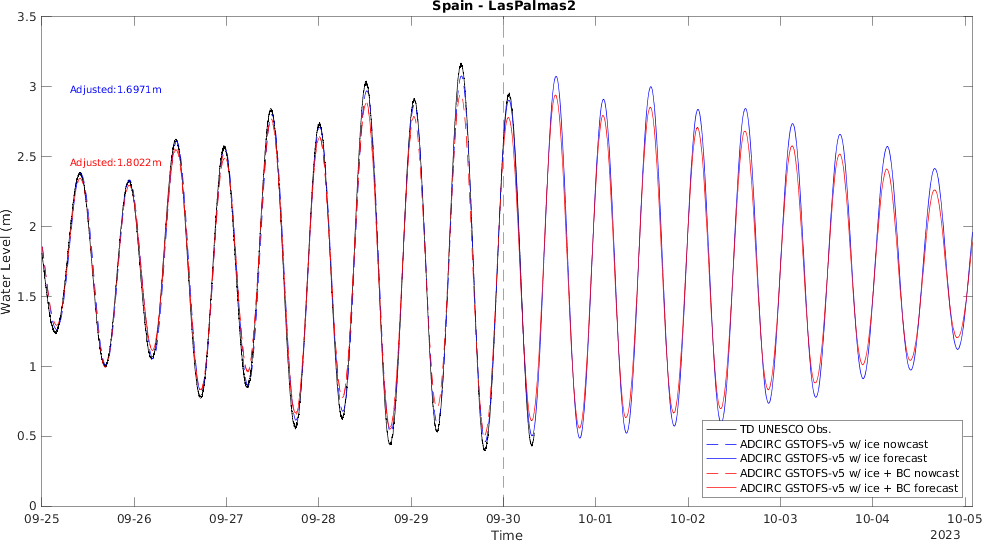 Spain - LasPalmas2
3.5
3
2.5
2
1.5
1
0.5
0
Water Level (m)
Adjusted:1.6971m
Adjusted:1.8022m
TD UNESCO Obs.
ADCIRC GSTOFS-v5 w/ ice nowcast
ADCIRC GSTOFS-v5 w/ ice forecast
ADCIRC GSTOFS-v5 w/ ice + BC nowcast
ADCIRC GSTOFS-v5 w/ ice + BC forecast
09-25 09-26 09-27 09-28 09-29 09-30 10-01 10-02 10-03 10-04 10-05
Time
2023